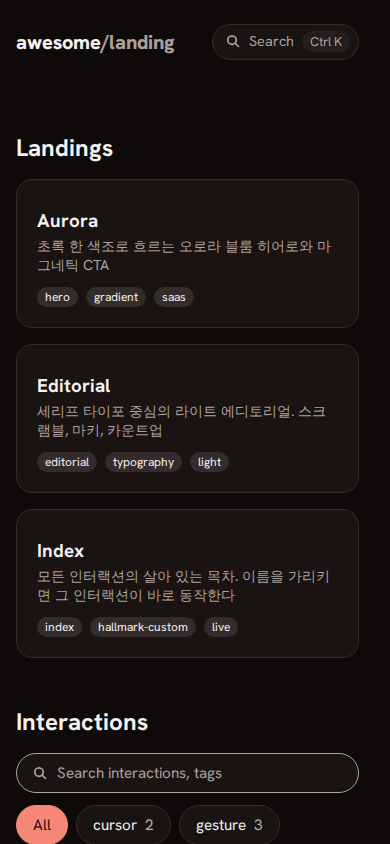 awesome/landing
Search Ctrl K
Landings
Aurora
초록 한 색조로 흐르는 오로라 블룸 히어로와 마
그네틱 CTA
hero gradient saas
Editorial
세리프 타이포 중심의 라이트 에디토리얼. 스크
램블, 마키, 카운트업
editorial typography light
Index
모든 인터랙션의 살아 있는 목차. 이름을 가리키
면 그 인터랙션이 바로 동작한다
index hallmark-custom live
Interactions
Search interactions, tags
All cursor 2 gesture 3